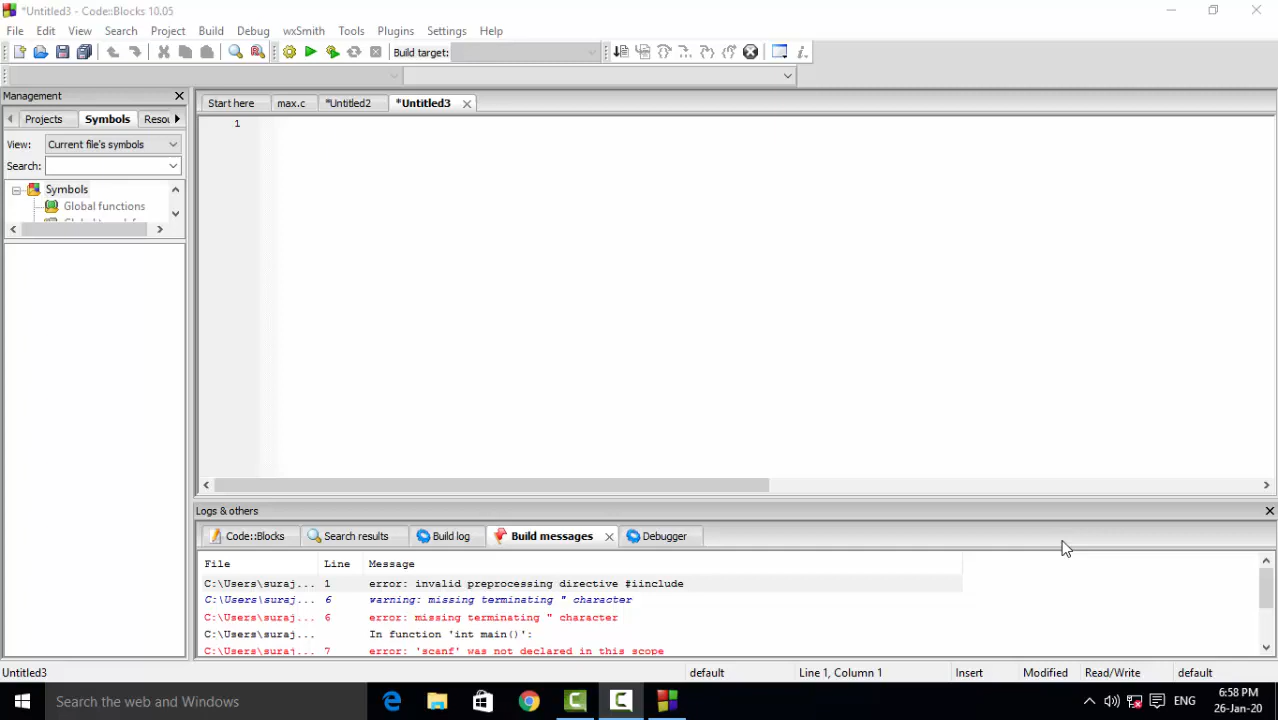 *Untitled3 - Code::Blocks 10.05
File Edit View Search Project Build Debug wxSmith Tools Plugins Settings Help
Build target:
Management
Start here max.c *Untitled2 *Untitled3
Projects Symbols Resou
1
View: Current file's symbols
Search:
Symbols
Global functions
Logs & others
Code::Blocks Search results Build log Build messages Debugger
File Line Message
C:\Users\suraj... 1 error: invalid preprocessing directive #iinclude
C:\Users\suraj... 6 warning: missing terminating " character
C:\Users\suraj... 6 error: missing terminating " character
C:\Users\suraj... In function 'int main()':
C:\Users\suraj... 7 error: 'scanf' was not declared in this scope
Untitled3 default Line 1, Column 1 Insert Modified Read/Write default
Search the web and Windows
ENG
6:58 PM
26-Jan-20